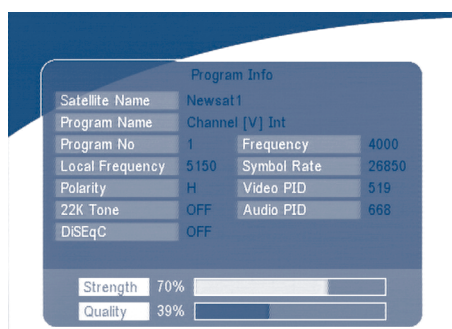 Program Info
Satellite Name Newsat1
Program Name Channel [V] Int
Program No 1 Frequency 4000
Local Frequency 5150 Symbol Rate 26850
Polarity H Video PID 519
22K Tone OFF Audio PID 668
DiSEqC OFF
Strength 70%
Quality 39%